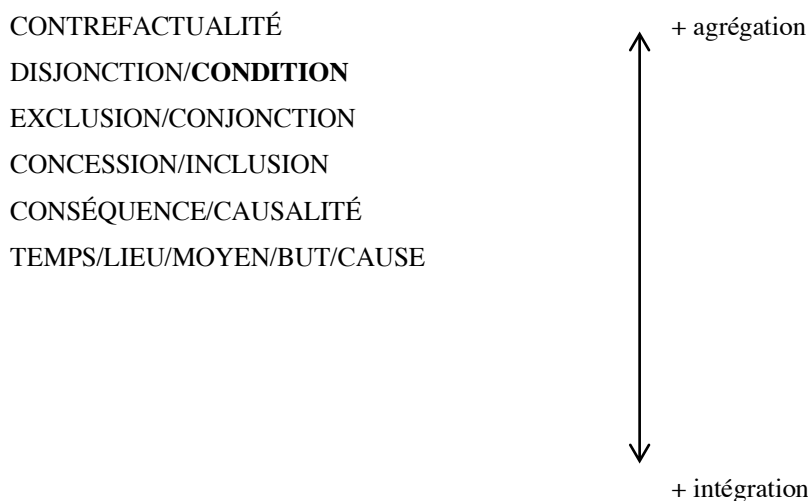 CONTREFACTUALITÉ
+ agrégation
DISJONCTION/CONDITION
EXCLUSION/CONJONCTION
CONCESSION/INCLUSION
CONSÉQUENCE/CAUSALITÉ
TEMPS/LIEU/MOYEN/BUT/CAUSE
+ intégration